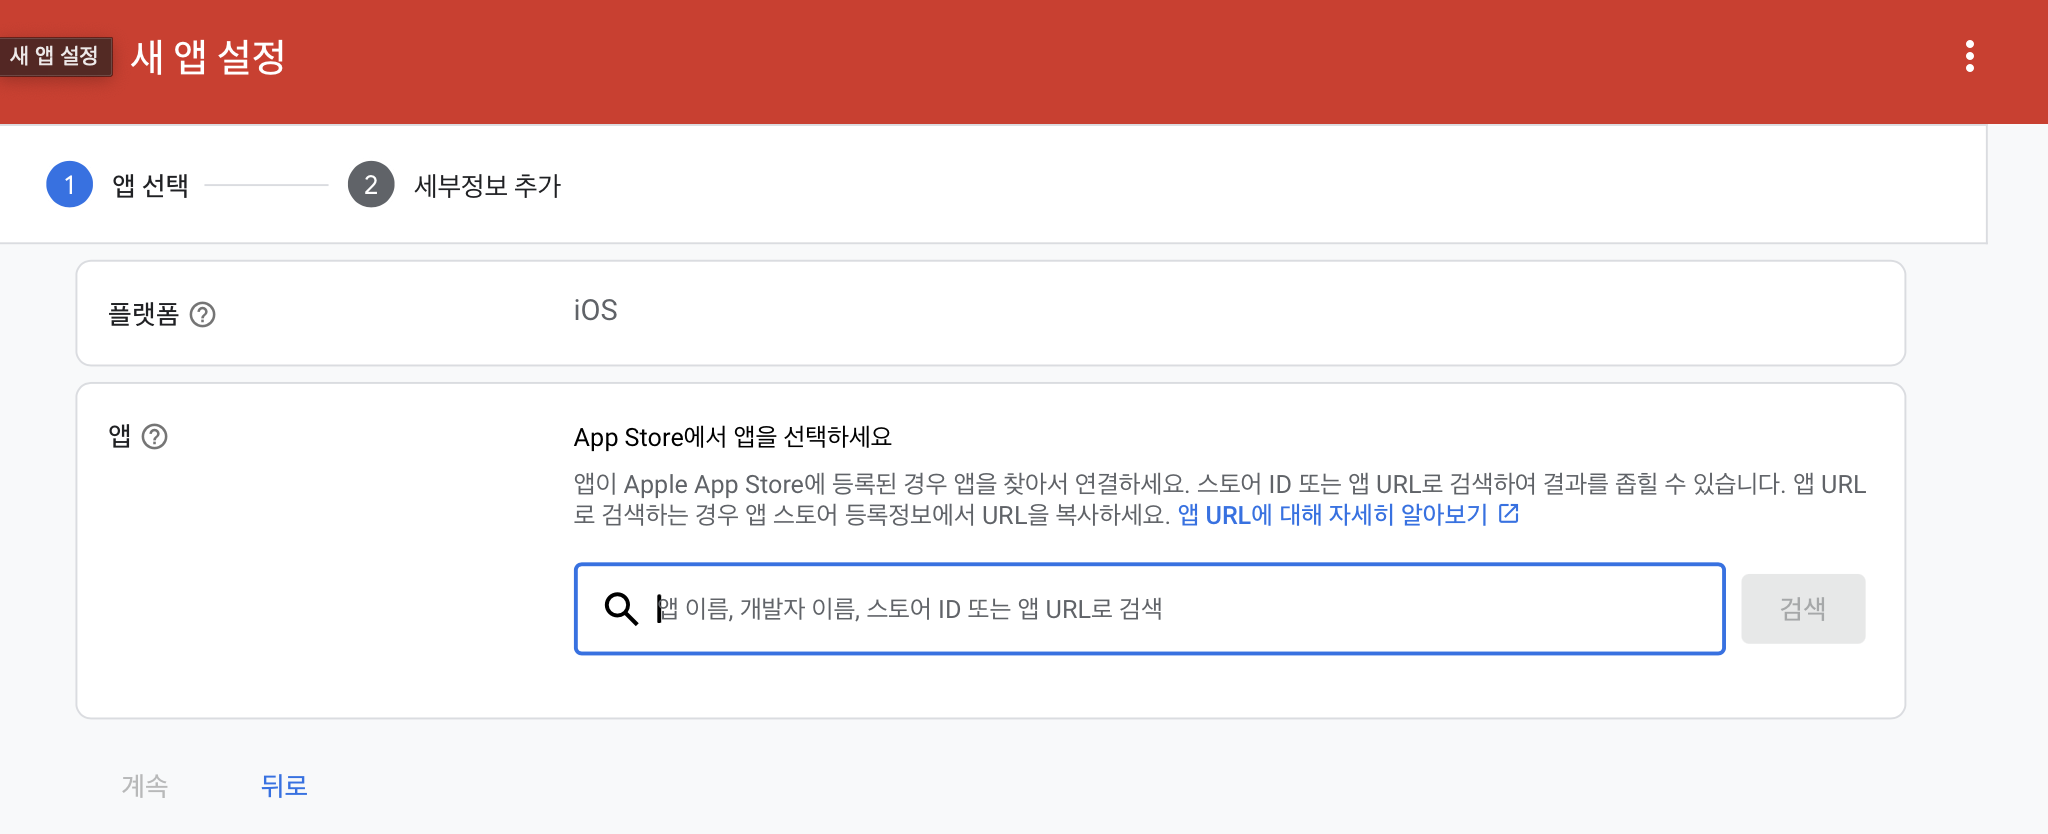 새 앱 설정
새 앱 설정
1 앱 선택
2 세부정보 추가
플랫폼 ?
iOS
앱 ?
App Store에서 앱을 선택하세요
앱이 Apple App Store에 등록된 경우 앱을 찾아서 연결하세요. 스토어 ID 또는 앱 URL로 검색하여 결과를 좁힐 수 있습니다. 앱 URL
로 검색하는 경우 앱 스토어 등록정보에서 URL을 복사하세요. 앱 URL에 대해 자세히 알아보기
앱 이름, 개발자 이름, 스토어 ID 또는 앱 URL로 검색
검색
계속
뒤로